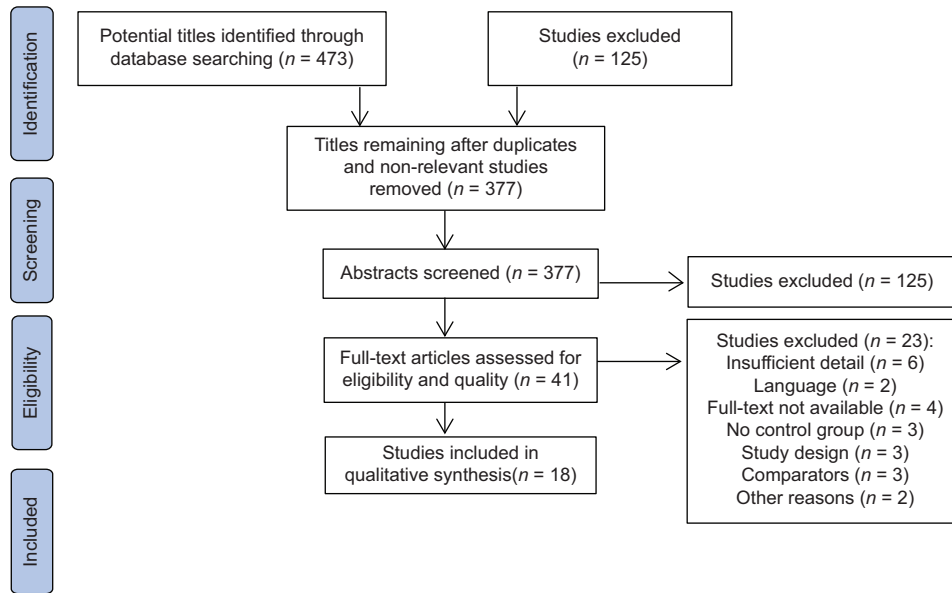 Identification
Potential titles identified through
database searching (n = 473)
Studies excluded
(n = 125)
Titles remaining after duplicates
and non-relevant studies
removed (n = 377)
Screening
Abstracts screened (n = 377)
Studies excluded (n = 125)
Eligibility
Full-text articles assessed for
eligibility and quality (n = 41)
Studies excluded (n = 23):
Insufficient detail (n = 6)
Language (n = 2)
Full-text not available (n = 4)
No control group (n = 3)
Study design (n = 3)
Comparators (n = 3)
Other reasons (n = 2)
Included
Studies included in
qualitative synthesis(n = 18)